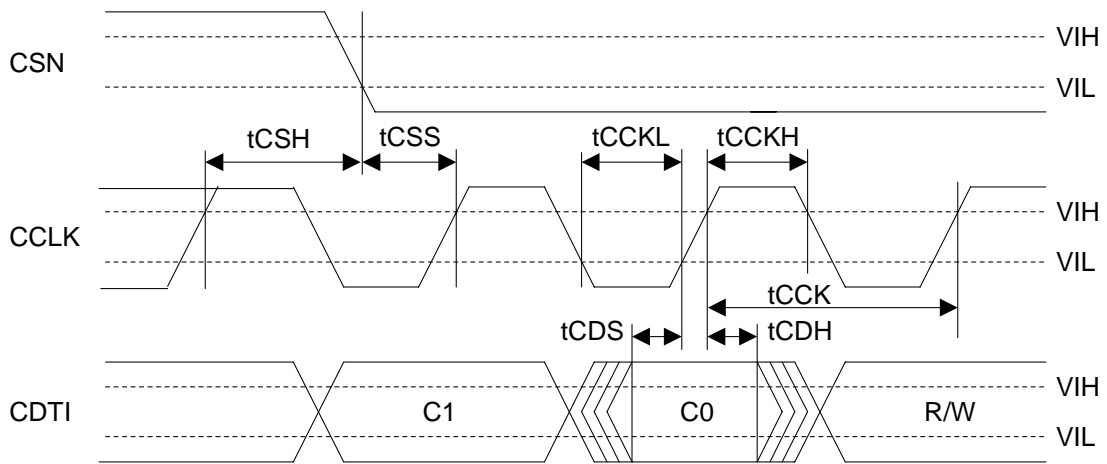 VIH
CSN
VIL
tCSH
tCSS
tCCKL
tCCKH
VIH
CCLK
VIL
tCCK
tCDS
tCDH
VIH
CDTI
C1
C0
R/W
VIL